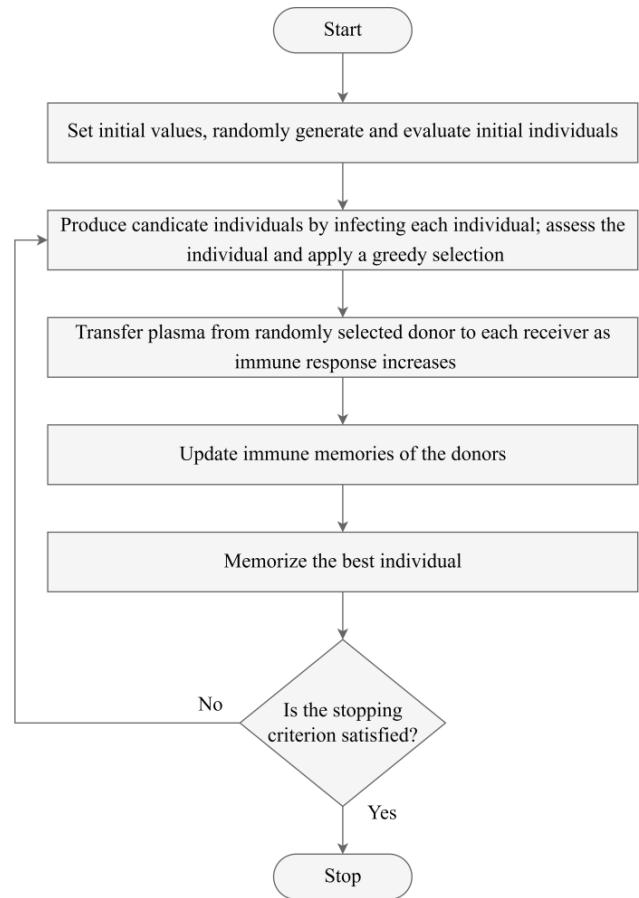 Start
Set initial values, randomly generate and evaluate initial individuals
Produce candicate individuals by infecting each individual; assess the
individual and apply a greedy selection
Transfer plasma from randomly selected donor to each receiver as
immune response increases
Update immune memories of the donors
Memorize the best individual
Is the stopping
criterion satisfied?
No
Yes
Stop